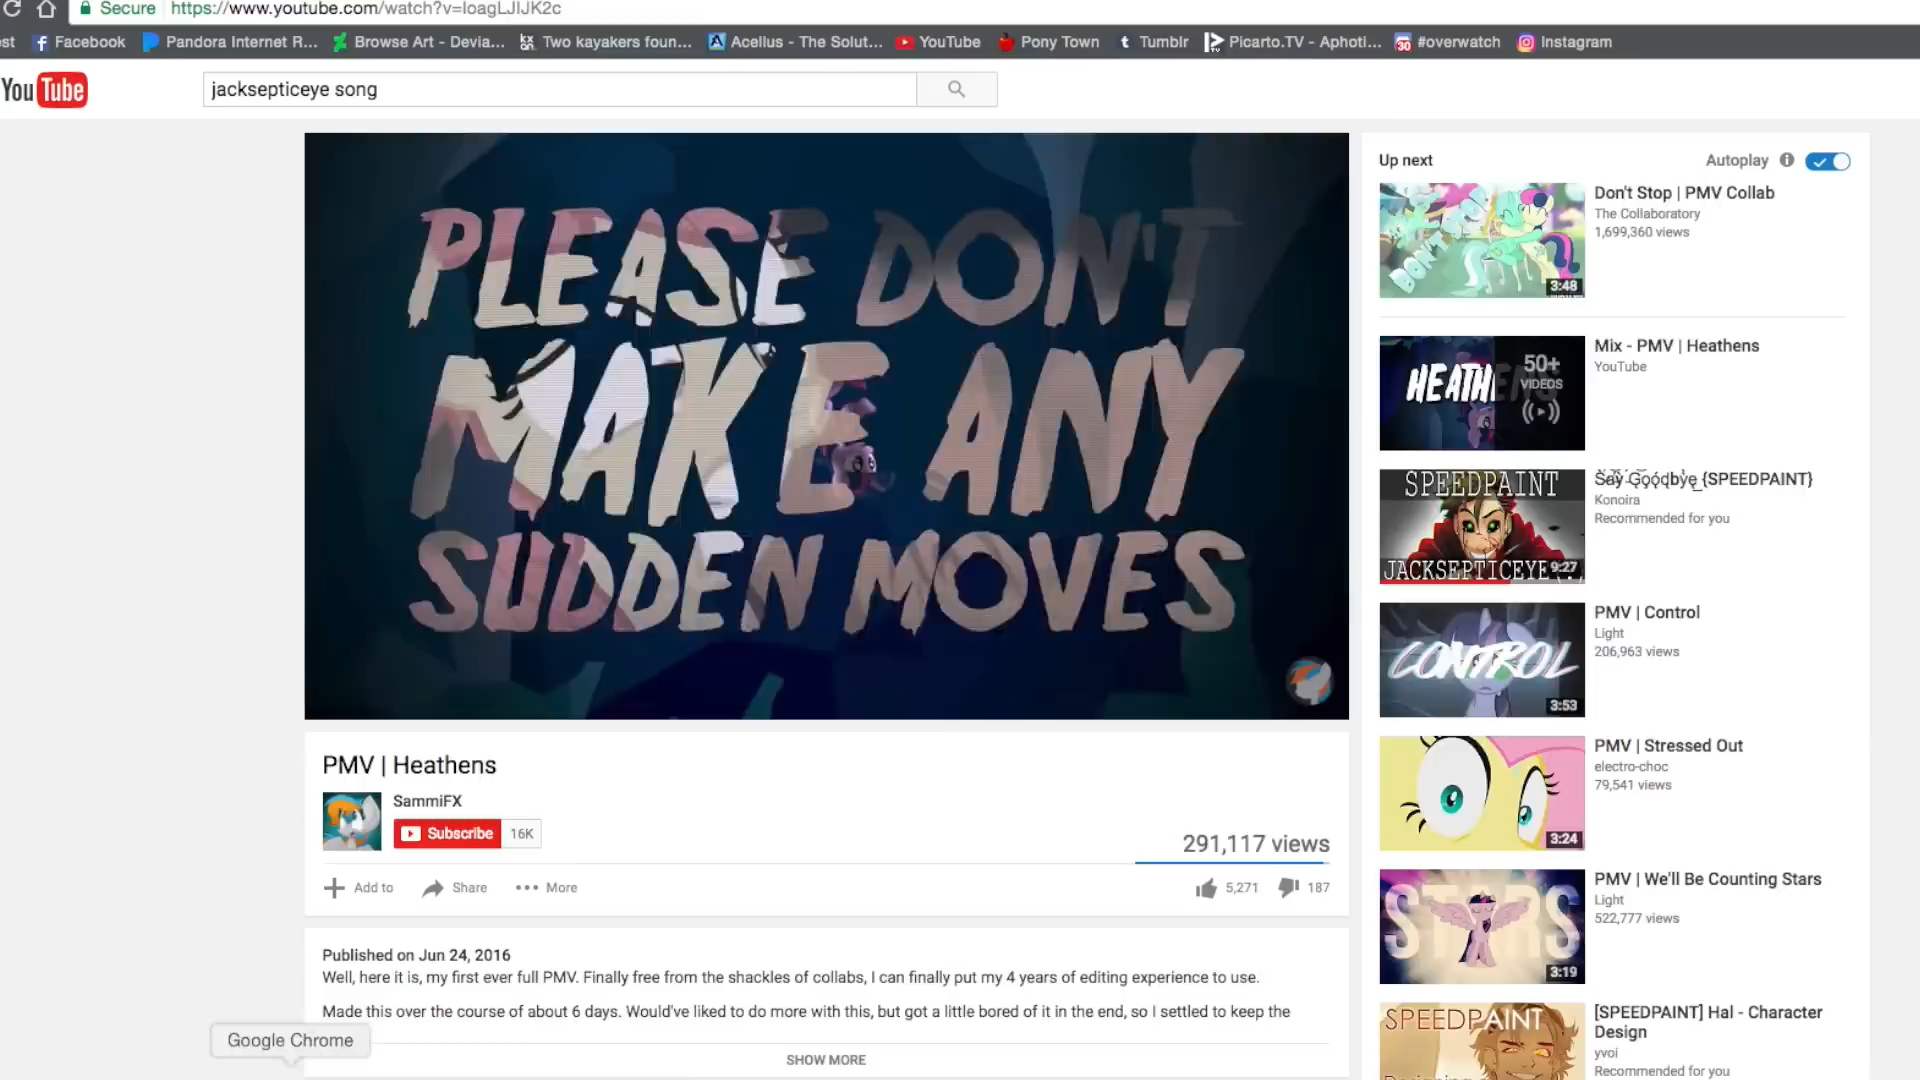 Secure https://www.youtube.com/watch?v=IoagLJIJK2c
st Facebook Pandora Internet R... Browse Art - Devia... Two kayakers foun... Acellus - The Solut... YouTube Pony Town Tumblr Picarto.TV - Aphoti... #overwatch Instagram
YouTube
jacksepticeye song
PLEASE DON'T
MAKE ANY
SUDDEN MOVES
PMV | Heathens
SammiFX
Subscribe 16K
291,117 views
Add to Share More 5,271 187
Published on Jun 24, 2016
Well, here it is, my first ever full PMV. Finally free from the shackles of collabs, I can finally put my 4 years of editing experience to use.
Made this over the course of about 6 days. Would've liked to do more with this, but got a little bored of it in the end, so I settled to keep the
SHOW MORE
Google Chrome
Up next Autoplay
Don't Stop | PMV Collab
The Collaboratory
1,699,360 views
3:48
Mix - PMV | Heathens
YouTube
HEATHENS
50+
VIDEOS
Say Goodbye {SPEEDPAINT}
Konoira
Recommended for you
SPEEDPAINT
JACKSEPTICEYE
9:27
PMV | Control
Light
206,963 views
CONTROL
3:53
PMV | Stressed Out
electro-choc
79,541 views
3:24
PMV | We'll Be Counting Stars
Light
522,777 views
STARS
3:19
[SPEEDPAINT] Hal - Character
Design
yvoi
Recommended for you
SPEEDPAINT